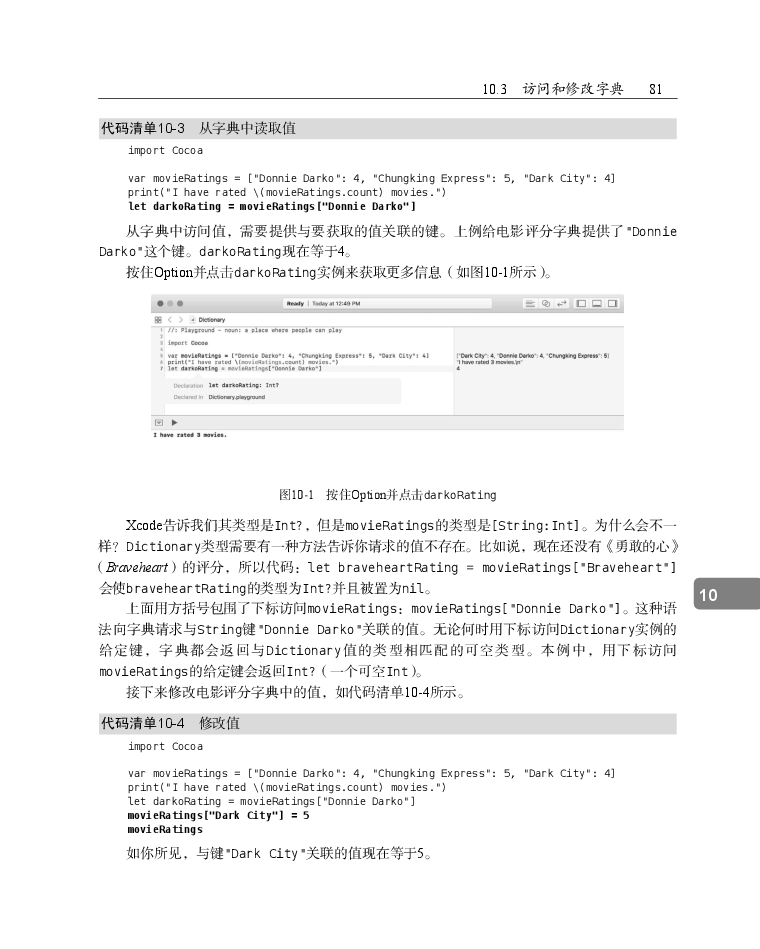 10.3 访问和修改字典 81
代码清单10-3 从字典中读取值
import Cocoa
var movieRatings = ["Donnie Darko": 4, "Chungking Express": 5, "Dark City": 4]
print("I have rated \(movieRatings.count) movies.")
let darkoRating = movieRatings["Donnie Darko"]
从字典中访问值，需要提供与要获取的值关联的键。上例给电影评分字典提供了"Donnie
Darko"这个键。darkoRating现在等于4。
按住Option并点击darkoRating实例来获取更多信息（如图10-1所示）。
Ready | Today at 12:49 PM
Dictionary
1 //: Playground - noun: a place where people can play
2
3 import Cocoa
4
5 var movieRatings = ["Donnie Darko": 4, "Chungking Express": 5, "Dark City": 4] ["Dark City": 4, "Donnie Darko": 4, "Chungking Express": 5]
6 print("I have rated \(movieRatings.count) movies.") "I have rated 3 movies.\n"
7 let darkoRating = movieRatings["Donnie Darko"] 4
Declaration let darkoRating: Int?
Declared In Dictionary.playground
I have rated 3 movies.
图10-1 按住Option并点击darkoRating
Xcode告诉我们其类型是Int?，但是movieRatings的类型是[String:Int]。为什么会不一
样？Dictionary类型需要有一种方法告诉你请求的值不存在。比如说，现在还没有《勇敢的心》
（Braveheart）的评分，所以代码：let braveheartRating = movieRatings["Braveheart"]
会使braveheartRating的类型为Int?并且被置为nil。
上面用方括号包围了下标访问movieRatings：movieRatings["Donnie Darko"]。这种语
法向字典请求与String键"Donnie Darko"关联的值。无论何时用下标访问Dictionary实例的
给定键，字典都会返回与Dictionary值的类型相匹配的可空类型。本例中，用下标访问
movieRatings的给定键会返回Int?（一个可空Int）。
10
接下来修改电影评分字典中的值，如代码清单10-4所示。
代码清单10-4 修改值
import Cocoa
var movieRatings = ["Donnie Darko": 4, "Chungking Express": 5, "Dark City": 4]
print("I have rated \(movieRatings.count) movies.")
let darkoRating = movieRatings["Donnie Darko"]
movieRatings["Dark City"] = 5
movieRatings
如你所见，与键"Dark City"关联的值现在等于5。